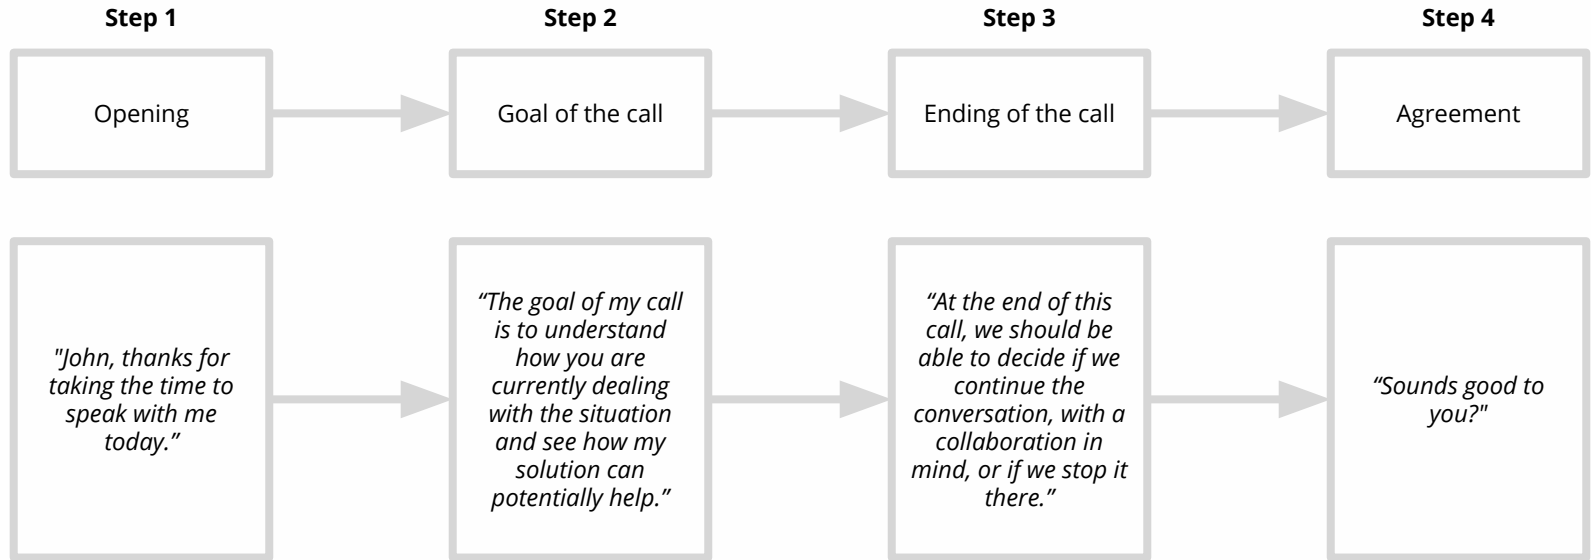 Step 1
Step 2
Step 3
Step 4
Opening
Goal of the call
Ending of the call
Agreement
"John, thanks for
taking the time to
speak with me
today.”
“The goal of my call
is to understand
how you are
currently dealing
with the situation
and see how my
solution can
potentially help.”
“At the end of this
call, we should be
able to decide if we
continue the
conversation, with a
collaboration in
mind, or if we stop it
there.”
“Sounds good to
you?"